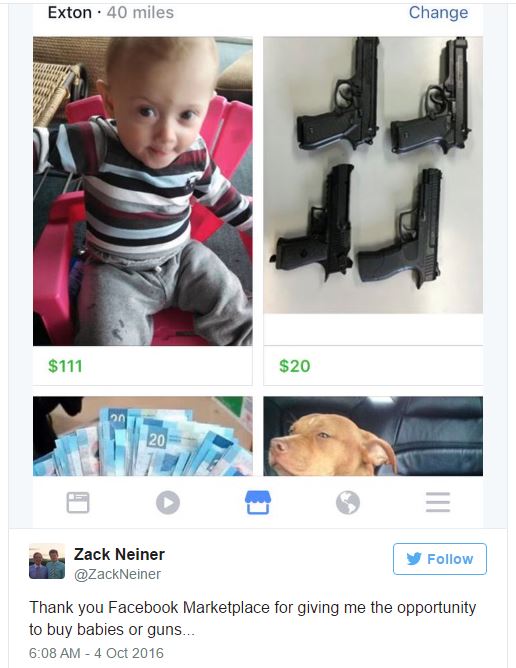 Exton · 40 miles Change
$111 $20
20
20
Zack Neiner
@ZackNeiner
Follow
Thank you Facebook Marketplace for giving me the opportunity
to buy babies or guns...
6:08 AM - 4 Oct 2016